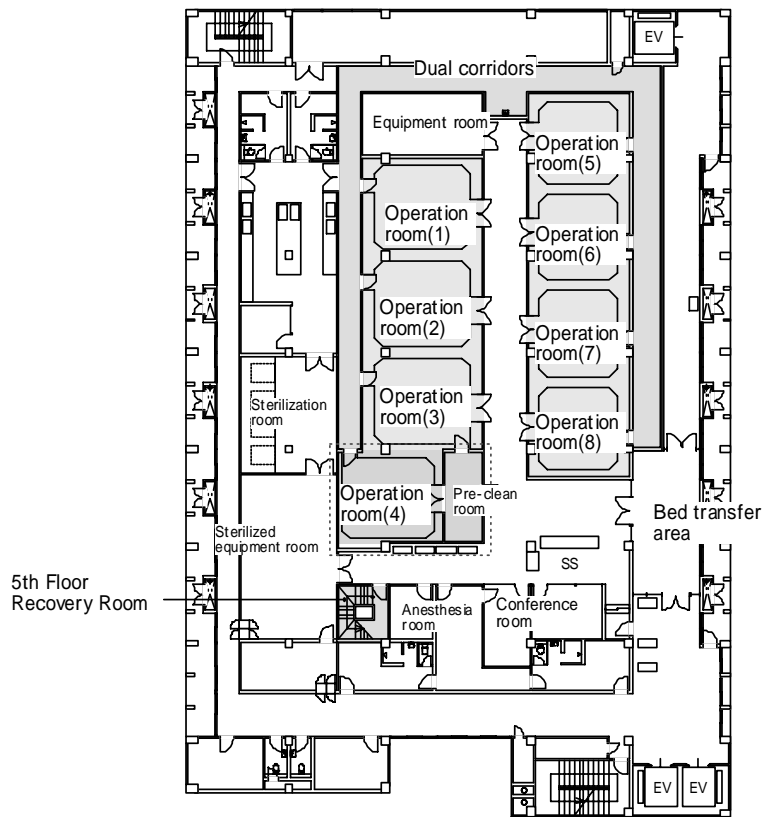 EV
Dual corridors
Equipment room
Operation
room(5)
Operation
room(1)
Operation
room(6)
Operation
room(2)
Operation
room(7)
Operation
room(3)
Sterilization
room
Operation
room(8)
Operation
room(4)
Pre-clean
room
Bed transfer
area
Sterilized
equipment room
SS
5th Floor
Recovery Room
Anesthesia
room
Conference
room
EV
EV